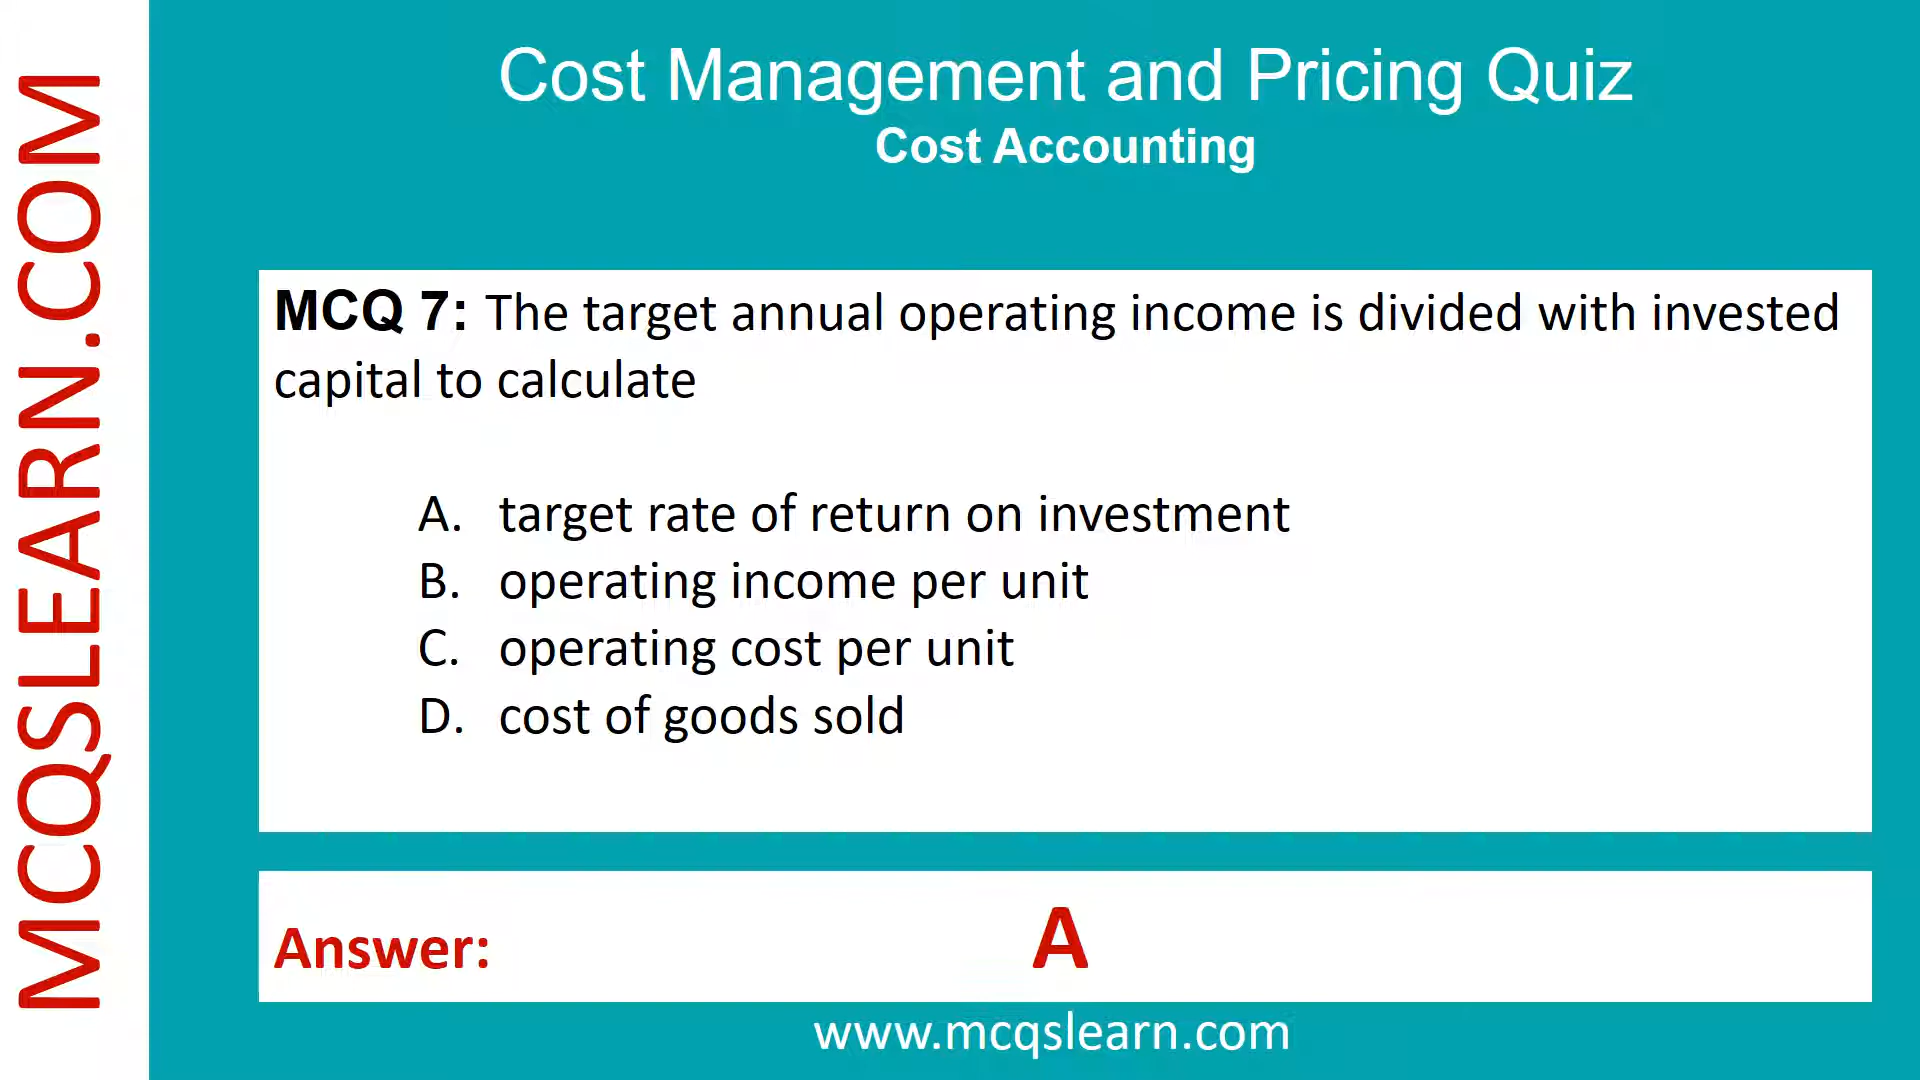 MCQSLEARN.COM
Cost Management and Pricing Quiz
Cost Accounting
MCQ 7: The target annual operating income is divided with invested
capital to calculate
A. target rate of return on investment
B. operating income per unit
C. operating cost per unit
D. cost of goods sold
Answer: A
www.mcqslearn.com